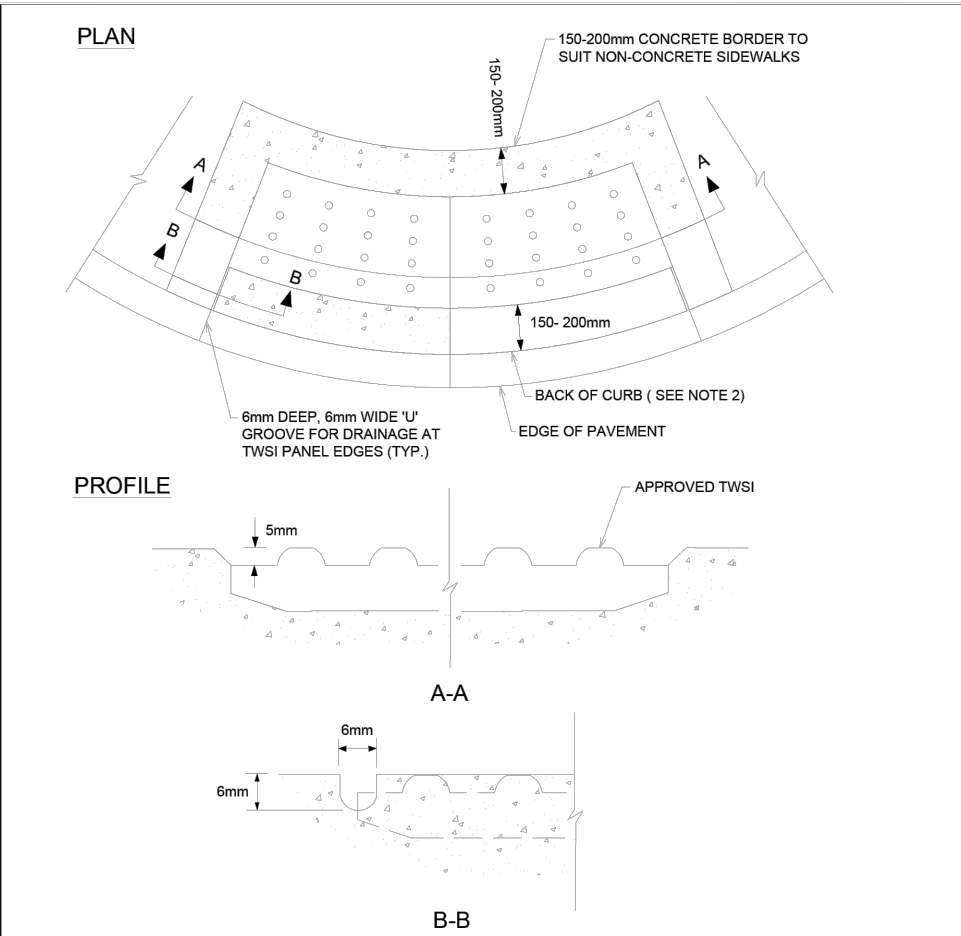 PLAN
150-200mm CONCRETE BORDER TO
SUIT NON-CONCRETE SIDEWALKS
150- 200mm
A
A
B
B
150- 200mm
BACK OF CURB ( SEE NOTE 2)
6mm DEEP, 6mm WIDE 'U'
GROOVE FOR DRAINAGE AT
TWSI PANEL EDGES (TYP.)
EDGE OF PAVEMENT
PROFILE
APPROVED TWSI
5mm
A-A
6mm
6mm
B-B